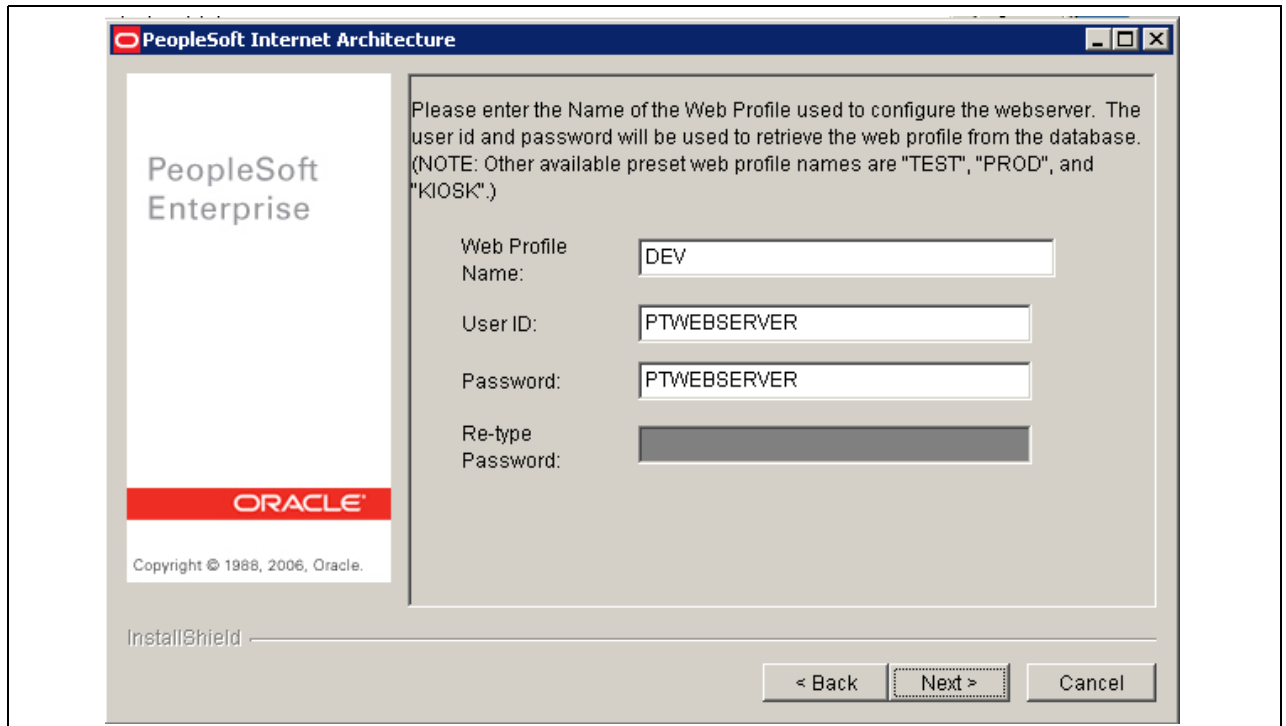 PeopleSoft Internet Architecture
PeopleSoft
Enterprise
ORACLE
Copyright © 1988, 2006, Oracle.
Please enter the Name of the Web Profile used to configure the webserver.  The
user id and password will be used to retrieve the web profile from the database.
(NOTE: Other available preset web profile names are "TEST", "PROD", and
"KIOSK".)
Web Profile
Name:
DEV
User ID:
PTWEBSERVER
Password:
PTWEBSERVER
Re-type
Password:
InstallShield
< Back
Next >
Cancel